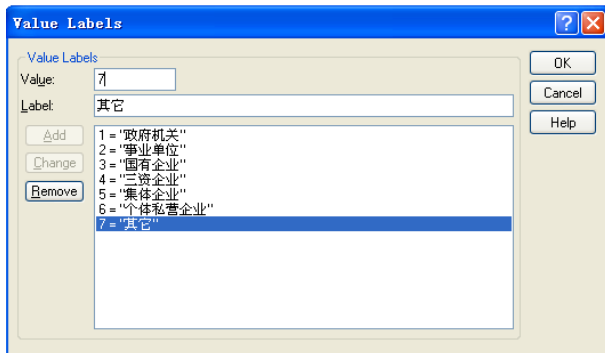 Value Labels
Value Labels
Value: 7
Label: 其它
Add
Change
Remove
1 = "政府机关"
2 = "事业单位"
3 = "国有企业"
4 = "三资企业"
5 = "集体企业"
6 = "个体私营企业"
7 = "其它"
OK
Cancel
Help